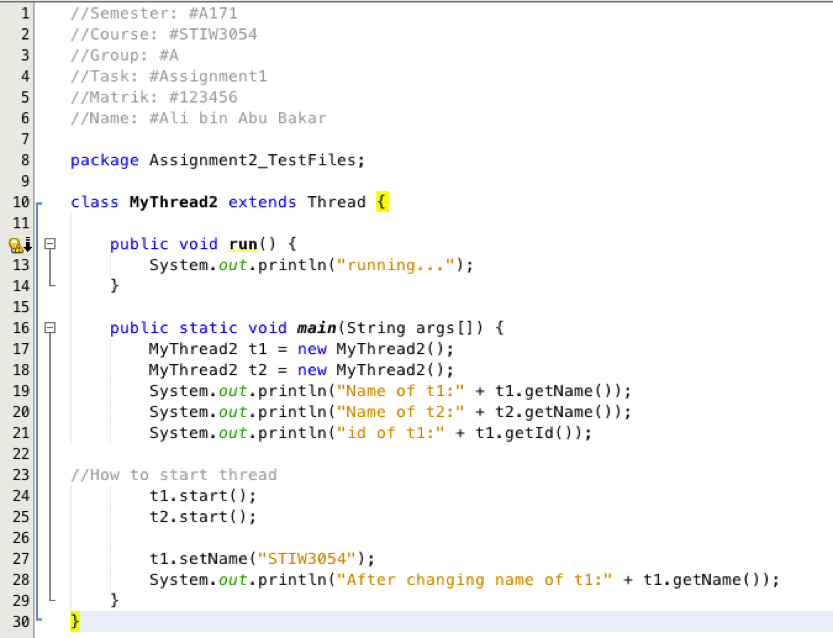 1 //Semester: #A171
2 //Course: #STIW3054
3 //Group: #A
4 //Task: #Assignment1
5 //Matrik: #123456
6 //Name: #Ali bin Abu Bakar
7
8 package Assignment2_TestFiles;
9
10 class MyThread2 extends Thread {
11
public void run() {
13 System.out.println("running...");
14 }
15
16 public static void main(String args[]) {
17 MyThread2 t1 = new MyThread2();
18 MyThread2 t2 = new MyThread2();
19 System.out.println("Name of t1:" + t1.getName());
20 System.out.println("Name of t2:" + t2.getName());
21 System.out.println("id of t1:" + t1.getId());
22
23 //How to start thread
24 t1.start();
25 t2.start();
26
27 t1.setName("STIW3054");
28 System.out.println("After changing name of t1:" + t1.getName());
29 }
30 }